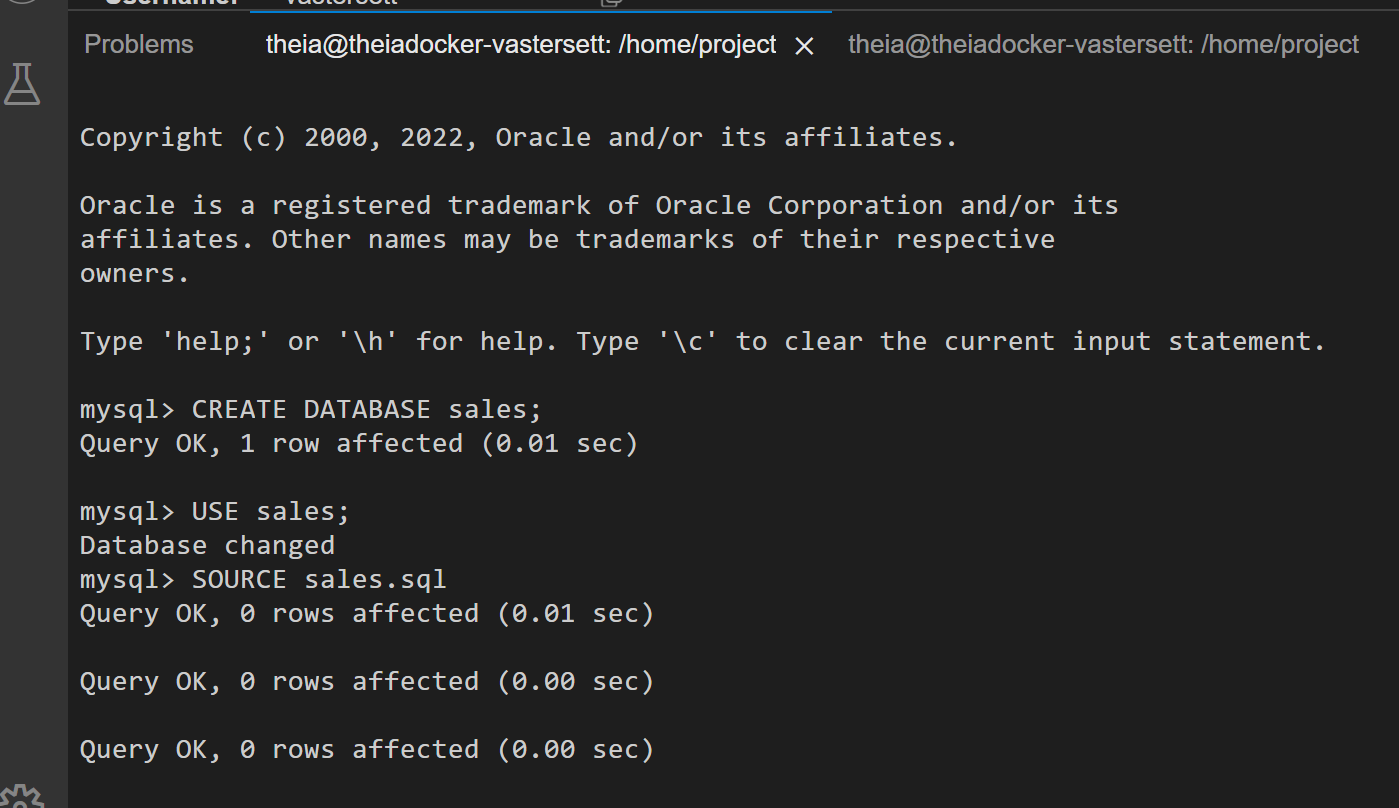 Problems theia@theiadocker-vastersett: /home/project theia@theiadocker-vastersett: /home/project
Copyright (c) 2000, 2022, Oracle and/or its affiliates.
Oracle is a registered trademark of Oracle Corporation and/or its
affiliates. Other names may be trademarks of their respective
owners.
Type 'help;' or '\h' for help. Type '\c' to clear the current input statement.
mysql> CREATE DATABASE sales;
Query OK, 1 row affected (0.01 sec)
mysql> USE sales;
Database changed
mysql> SOURCE sales.sql
Query OK, 0 rows affected (0.01 sec)
Query OK, 0 rows affected (0.00 sec)
Query OK, 0 rows affected (0.00 sec)